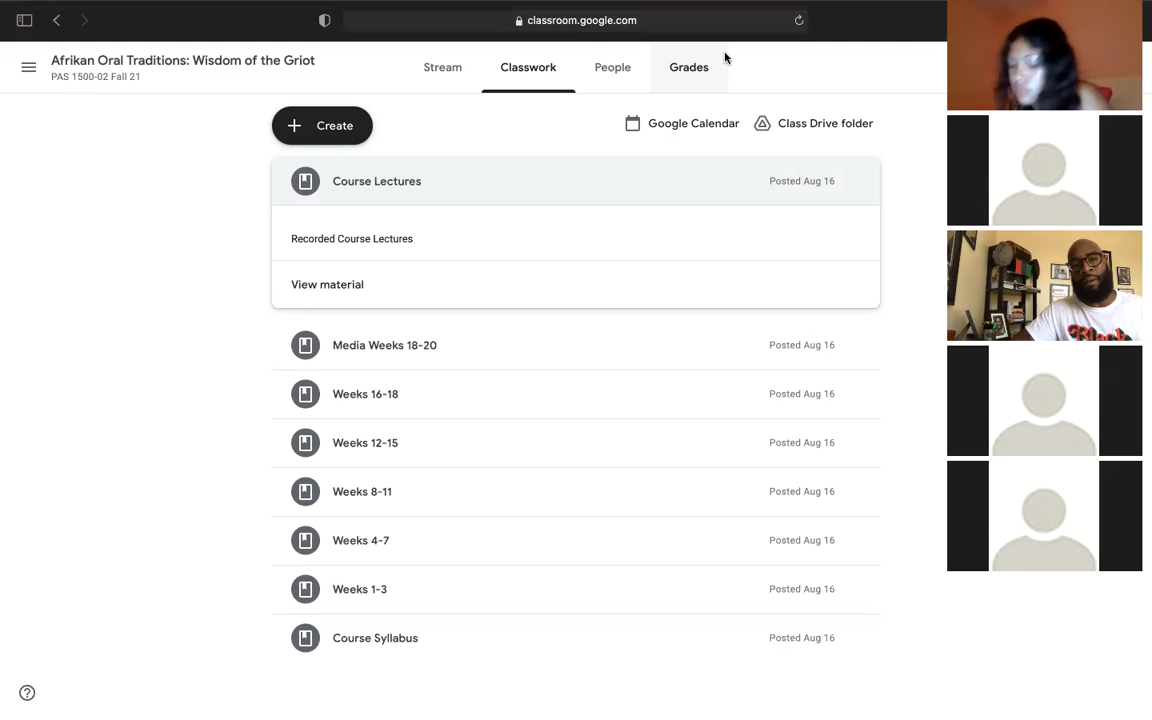 classroom.google.com
Afrikan Oral Traditions: Wisdom of the Griot
PAS 1500-02 Fall 21
Stream
Classwork
People
Grades
Create
Google Calendar
Class Drive folder
Course Lectures
Posted Aug 16
Recorded Course Lectures
View material
Media Weeks 18-20
Posted Aug 16
Weeks 16-18
Posted Aug 16
Weeks 12-15
Posted Aug 16
Weeks 8-11
Posted Aug 16
Weeks 4-7
Posted Aug 16
Weeks 1-3
Posted Aug 16
Course Syllabus
Posted Aug 16
Black